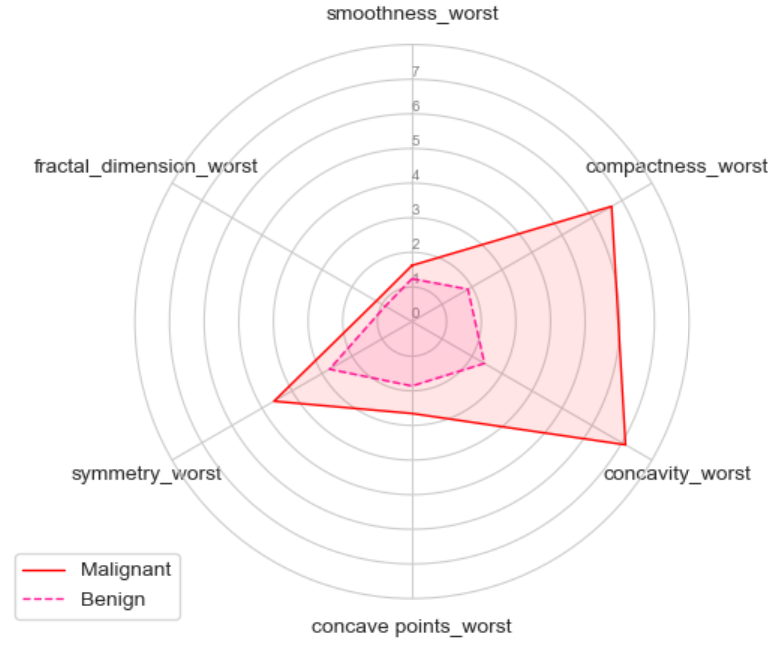 smoothness_worst
7
6
fractal_dimension_worst
compactness_worst
5
4
3
2
1
0
symmetry_worst
concavity_worst
Malignant
Benign
concave points_worst